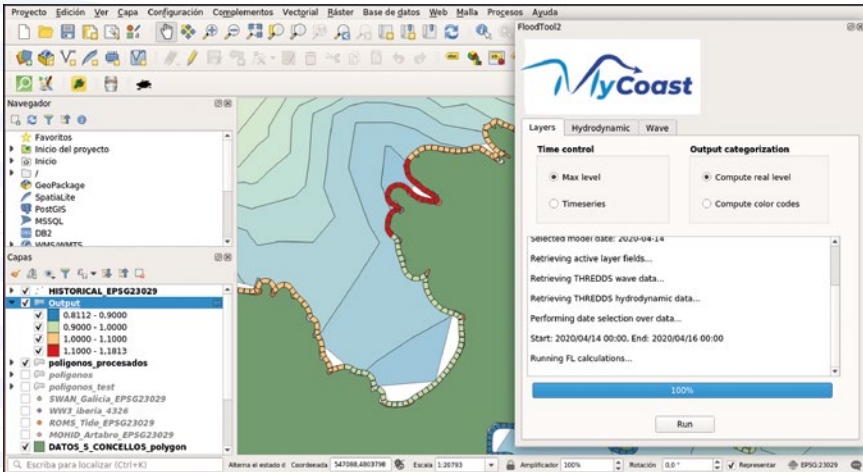 Proyecto Edición Ver Capa Configuración Complementos Vectorial Ráster Base de datos Web Malla Procesos Ayuda
FloodTool2
MyCoast
Layers Hydrodynamic Wave
Time control
Output categorization
Max level
Compute real level
Timeseries
Compute color codes
Selected model date: 2020-04-14
Retrieving active layer fields...
Retrieving THREDDS wave data...
Retrieving THREDDS hydrodynamic data...
Performing date selection over data...
Start: 2020/04/14 00:00, End: 2020/04/16 00:00
Running FL calculations...
100%
Run
Navegador
Favoritos
Inicio del proyecto
Inicio
/
GeoPackage
SpatiaLite
PostGIS
MSSQL
DB2
WMS/WMTS
Capas
HISTORICAL_EPSG23029
Output
0.8112 - 0.9000
0.9000 - 1.0000
1.0000 - 1.1000
1.1000 - 1.1813
poligonos_procesados
poligonos
poligonos_test
SWAN_Galicia_EPSG23029
WW3_iberia_4326
ROMS_Tide_EPSG23029
MOHID_Artabro_EPSG23029
DATOS_5_CONCELLOS_polygon
Escriba para localizar (Ctrl+K)
Alterna el estado d Coordenada 547088,4803798 Escala 1:20793 Amplificador 100% Rotación 0,0 ° Representar EPSG:23029